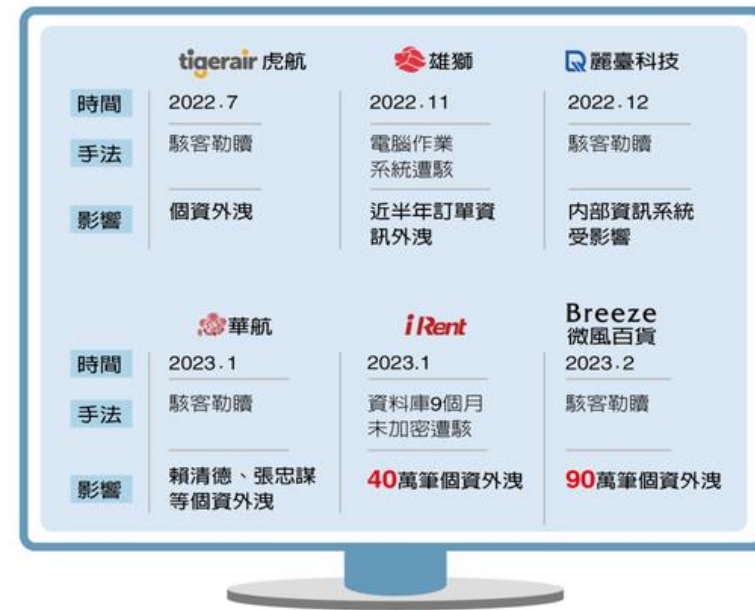 tigerair 虎航 雄獅 麗臺科技
時間 2022.7 2022.11 2022.12
手法 駭客勒贖 電腦作業 駭客勒贖
系統遭駭
影響 個資外洩 近半年訂單資 內部資訊系統
訊外洩 受影響
Breeze
華航 iRent 微風百貨
時間 2023.1 2023.1 2023.2
手法 駭客勒贖 資料庫9個月 駭客勒贖
未加密遭駭
影響 賴清德、張忠謀 40萬筆個資外洩 90萬筆個資外洩
等個資外洩